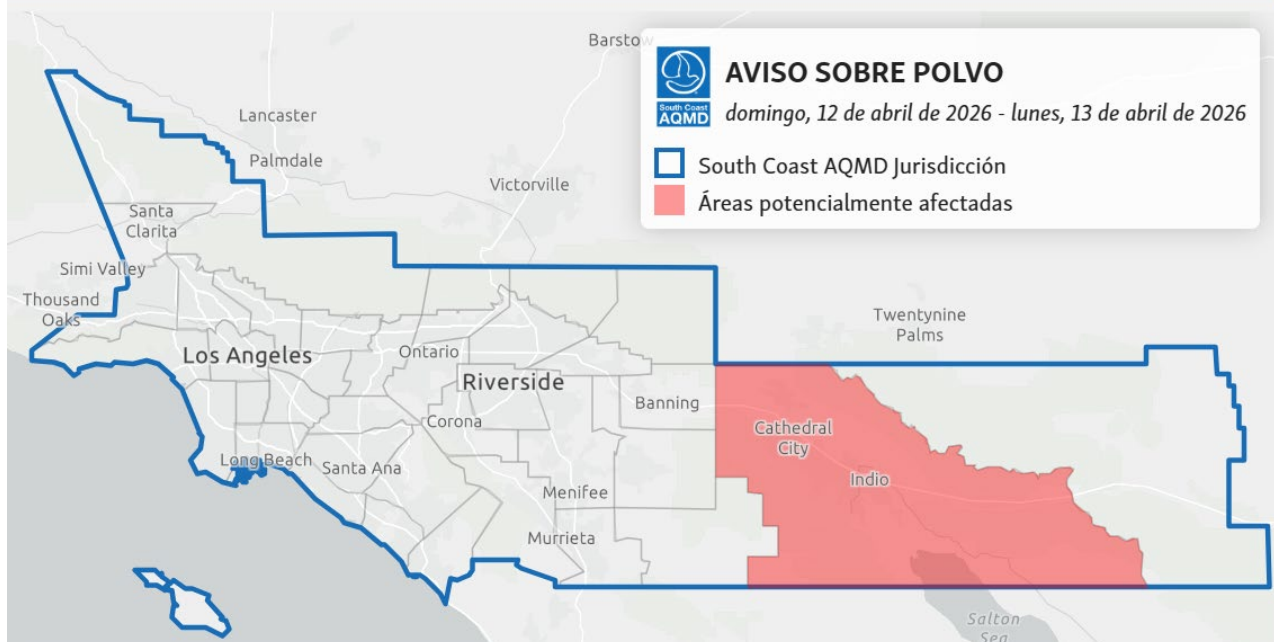 Barstow
South Coast
AQMD
AVISO SOBRE POLVO
domingo, 12 de abril de 2026 - lunes, 13 de abril de 2026
South Coast AQMD Jurisdicción
Áreas potencialmente afectadas
Lancaster
Palmdale
Victorville
Santa
Clarita
Simi Valley
Thousand
Oaks
Twentynine
Palms
Los Angeles
Ontario
Riverside
Banning
Corona
Cathedral
City
Long Beach
Santa Ana
Indio
Menifee
Murrieta
Salton
Sea